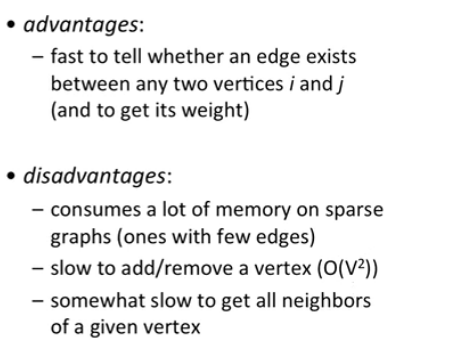 • advantages:
– fast to tell whether an edge exists
between any two vertices i and j
(and to get its weight)
• disadvantages:
– consumes a lot of memory on sparse
graphs (ones with few edges)
– slow to add/remove a vertex (O(V²))
– somewhat slow to get all neighbors
of a given vertex